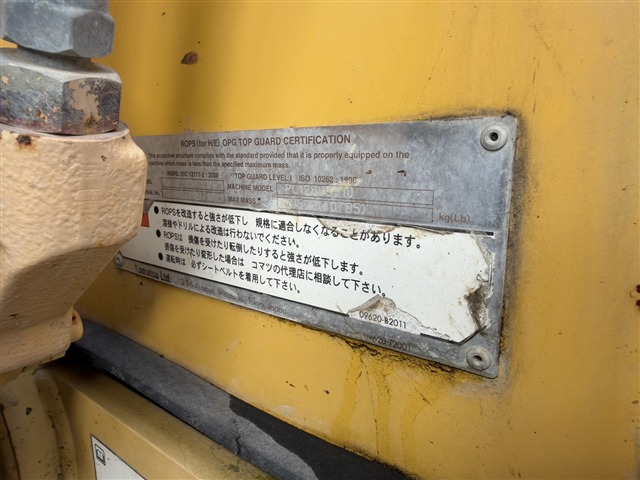 ROPS (for H/E) OPG TOP GUARD CERTIFICATION
This protective structure complies with the standard provided that it is properly equipped on the
machine which mass is less than the specified maximum mass.
ROPS: ISO 12117-2 : 2008 TOP GUARD LEVEL I ISO 10262 : 1998
MACHINE MODEL
MAX MASS kg(Lb)
● ROPSを改造すると強さが低下し 規格に適合しなくなることがあります。
溶接やドリルによる改造は行わないでください。
● ROPSは 損傷を受けたり転倒したりすると強さが低下します。
損傷を受けたり変形した場合は コマツの代理店に相談して下さい。
● 運転時は 必ずシートベルトを着用して下さい。
09620-B2011
Komatsu Ltd. Akasaka, Minato-ku, Tokyo, Japan
09620-72001